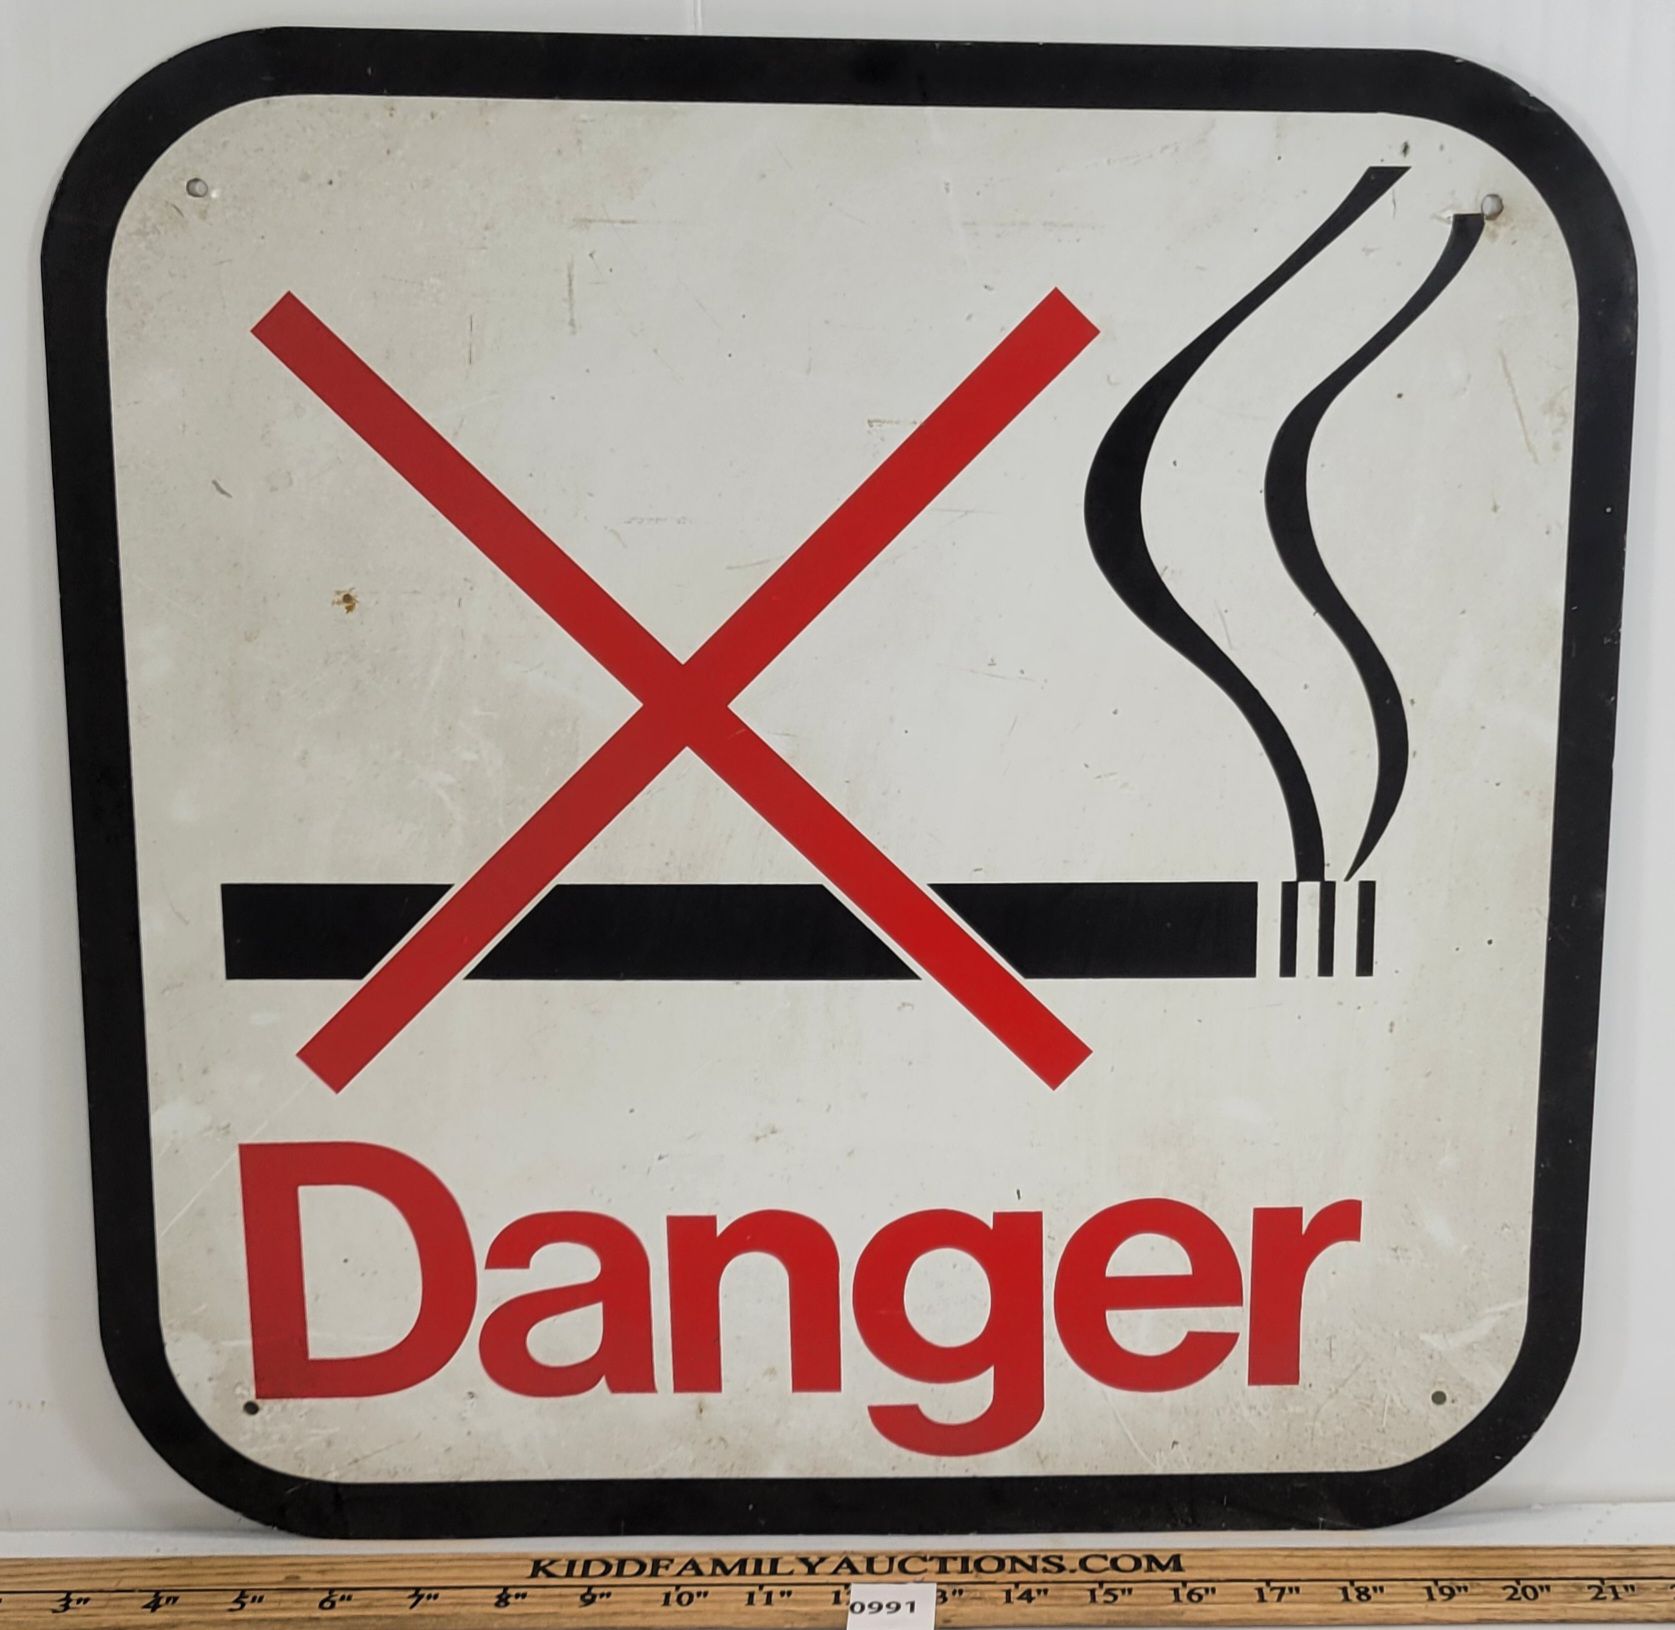 Danger
KIDDFAMILYAUCTIONS.COM
3" 4" 5" 6" 7" 8" 9" 10" 11" 14" 15" 16" 17" 18" 19" 20" 21"
0991